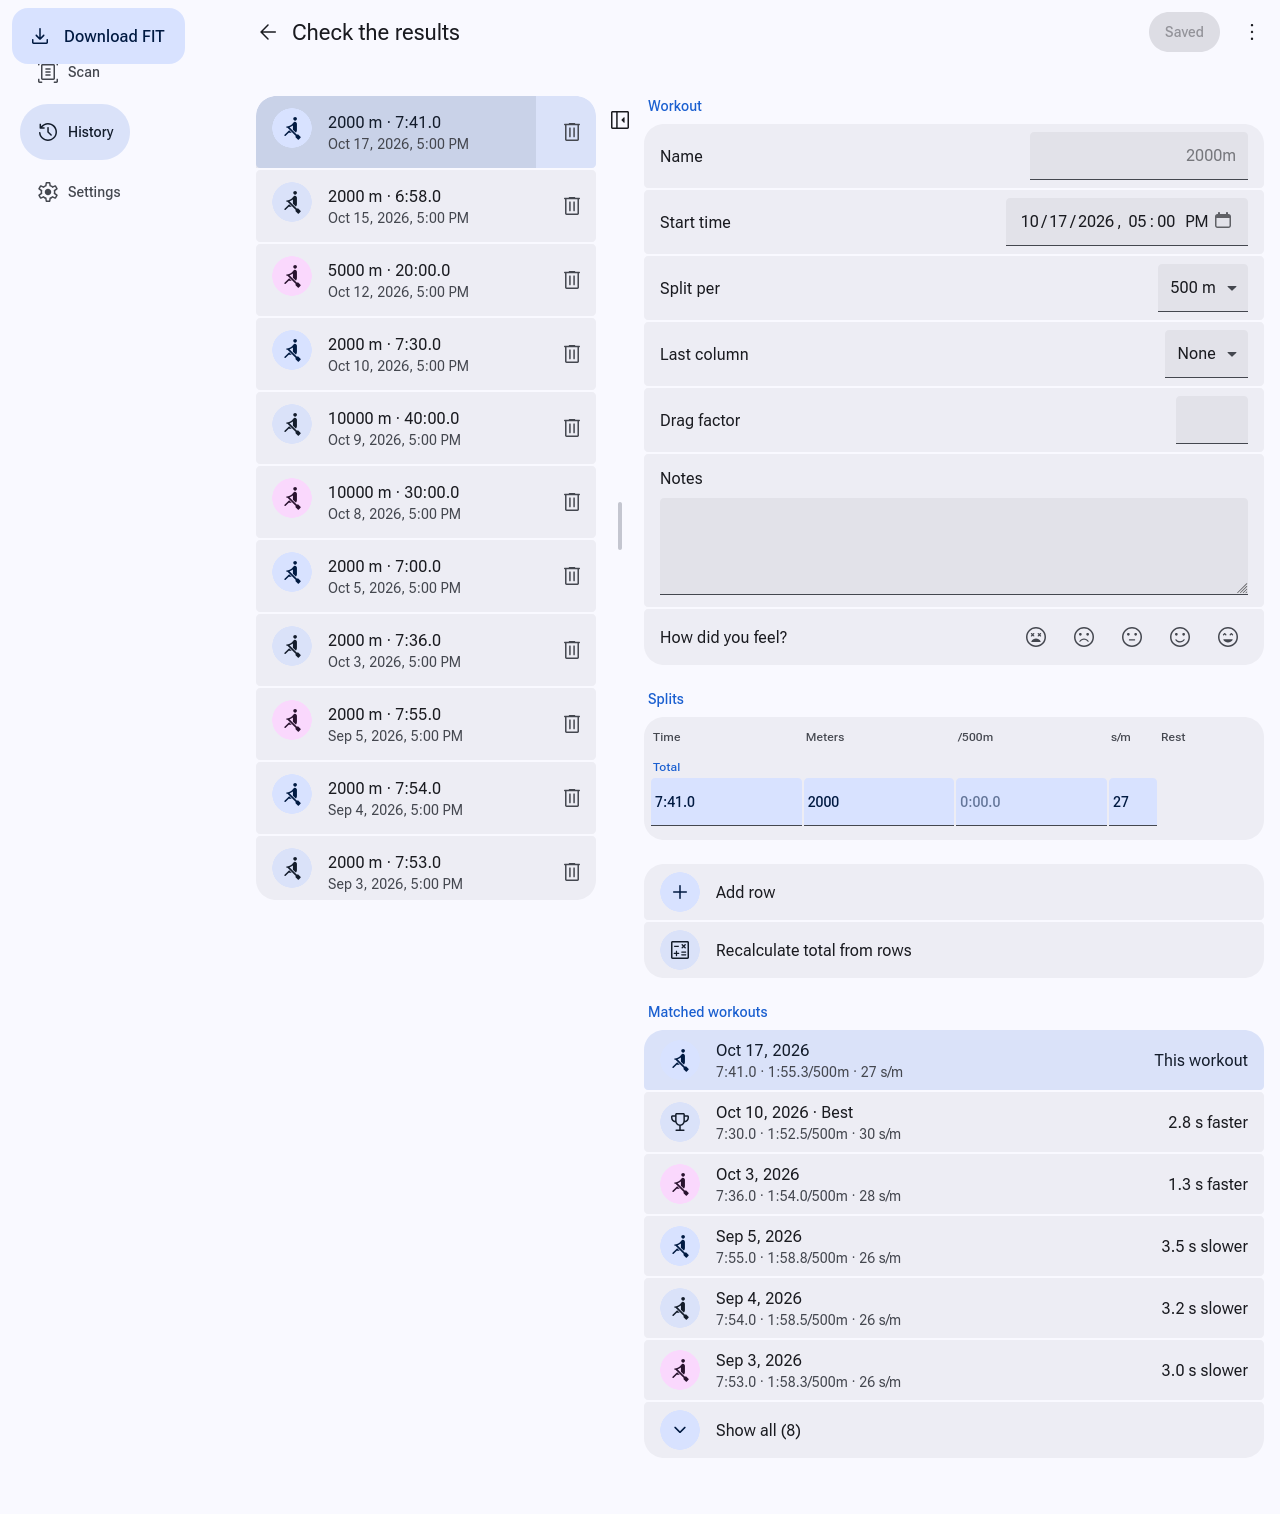 Download FIT
Scan
History
Settings
Check the results
Saved
2000 m · 7:41.0
Oct 17, 2026, 5:00 PM
2000 m · 6:58.0
Oct 15, 2026, 5:00 PM
5000 m · 20:00.0
Oct 12, 2026, 5:00 PM
2000 m · 7:30.0
Oct 10, 2026, 5:00 PM
10000 m · 40:00.0
Oct 9, 2026, 5:00 PM
10000 m · 30:00.0
Oct 8, 2026, 5:00 PM
2000 m · 7:00.0
Oct 5, 2026, 5:00 PM
2000 m · 7:36.0
Oct 3, 2026, 5:00 PM
2000 m · 7:55.0
Sep 5, 2026, 5:00 PM
2000 m · 7:54.0
Sep 4, 2026, 5:00 PM
2000 m · 7:53.0
Sep 3, 2026, 5:00 PM
Workout
Name 2000m
Start time 10/17/2026, 05:00 PM
Split per 500 m
Last column None
Drag factor
Notes
How did you feel?
Splits
Time Meters /500m s/m Rest
Total
7:41.0 2000 0:00.0 27
Add row
Recalculate total from rows
Matched workouts
Oct 17, 2026
7:41.0 · 1:55.3/500m · 27 s/m
This workout
Oct 10, 2026 · Best
7:30.0 · 1:52.5/500m · 30 s/m
2.8 s faster
Oct 3, 2026
7:36.0 · 1:54.0/500m · 28 s/m
1.3 s faster
Sep 5, 2026
7:55.0 · 1:58.8/500m · 26 s/m
3.5 s slower
Sep 4, 2026
7:54.0 · 1:58.5/500m · 26 s/m
3.2 s slower
Sep 3, 2026
7:53.0 · 1:58.3/500m · 26 s/m
3.0 s slower
Show all (8)